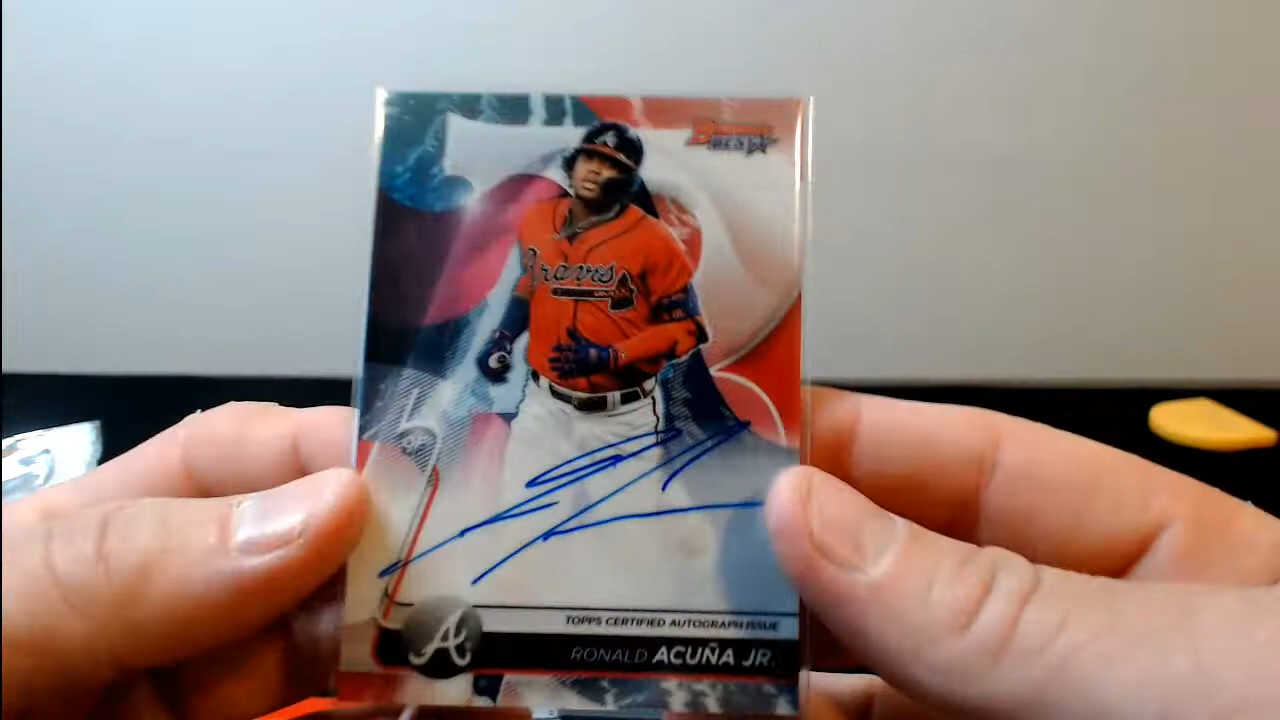 BOWMAN'S
BEST
A
Braves
TOPPS CERTIFIED AUTOGRAPH ISSUE
A
RONALD ACUÑA JR.